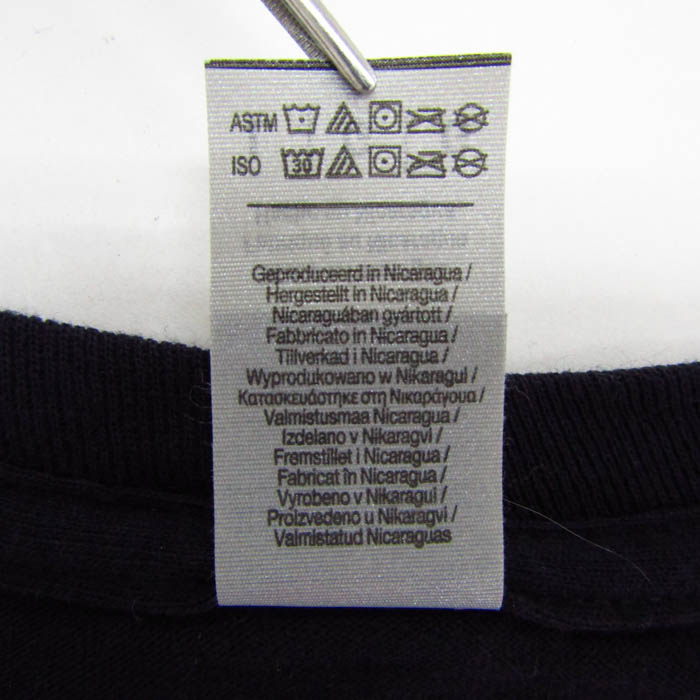 ASTM
ISO 30
Geproduceerd in Nicaragua /
Hergestellt in Nicaragua /
Nicaraguában gyártott /
Fabbricato in Nicaragua /
Tillverkad i Nicaragua /
Wyprodukowano w Nikaragui /
Κατασκευάστηκε στη Νικαράγουα /
Valmistusmaa Nicaragua /
Izdelano v Nikaragvi /
Fremstillet i Nicaragua /
Fabricat în Nicaragua /
Vyrobeno v Nikaragui /
Proizvedeno u Nikaragvi /
Valmistatud Nicaraguas